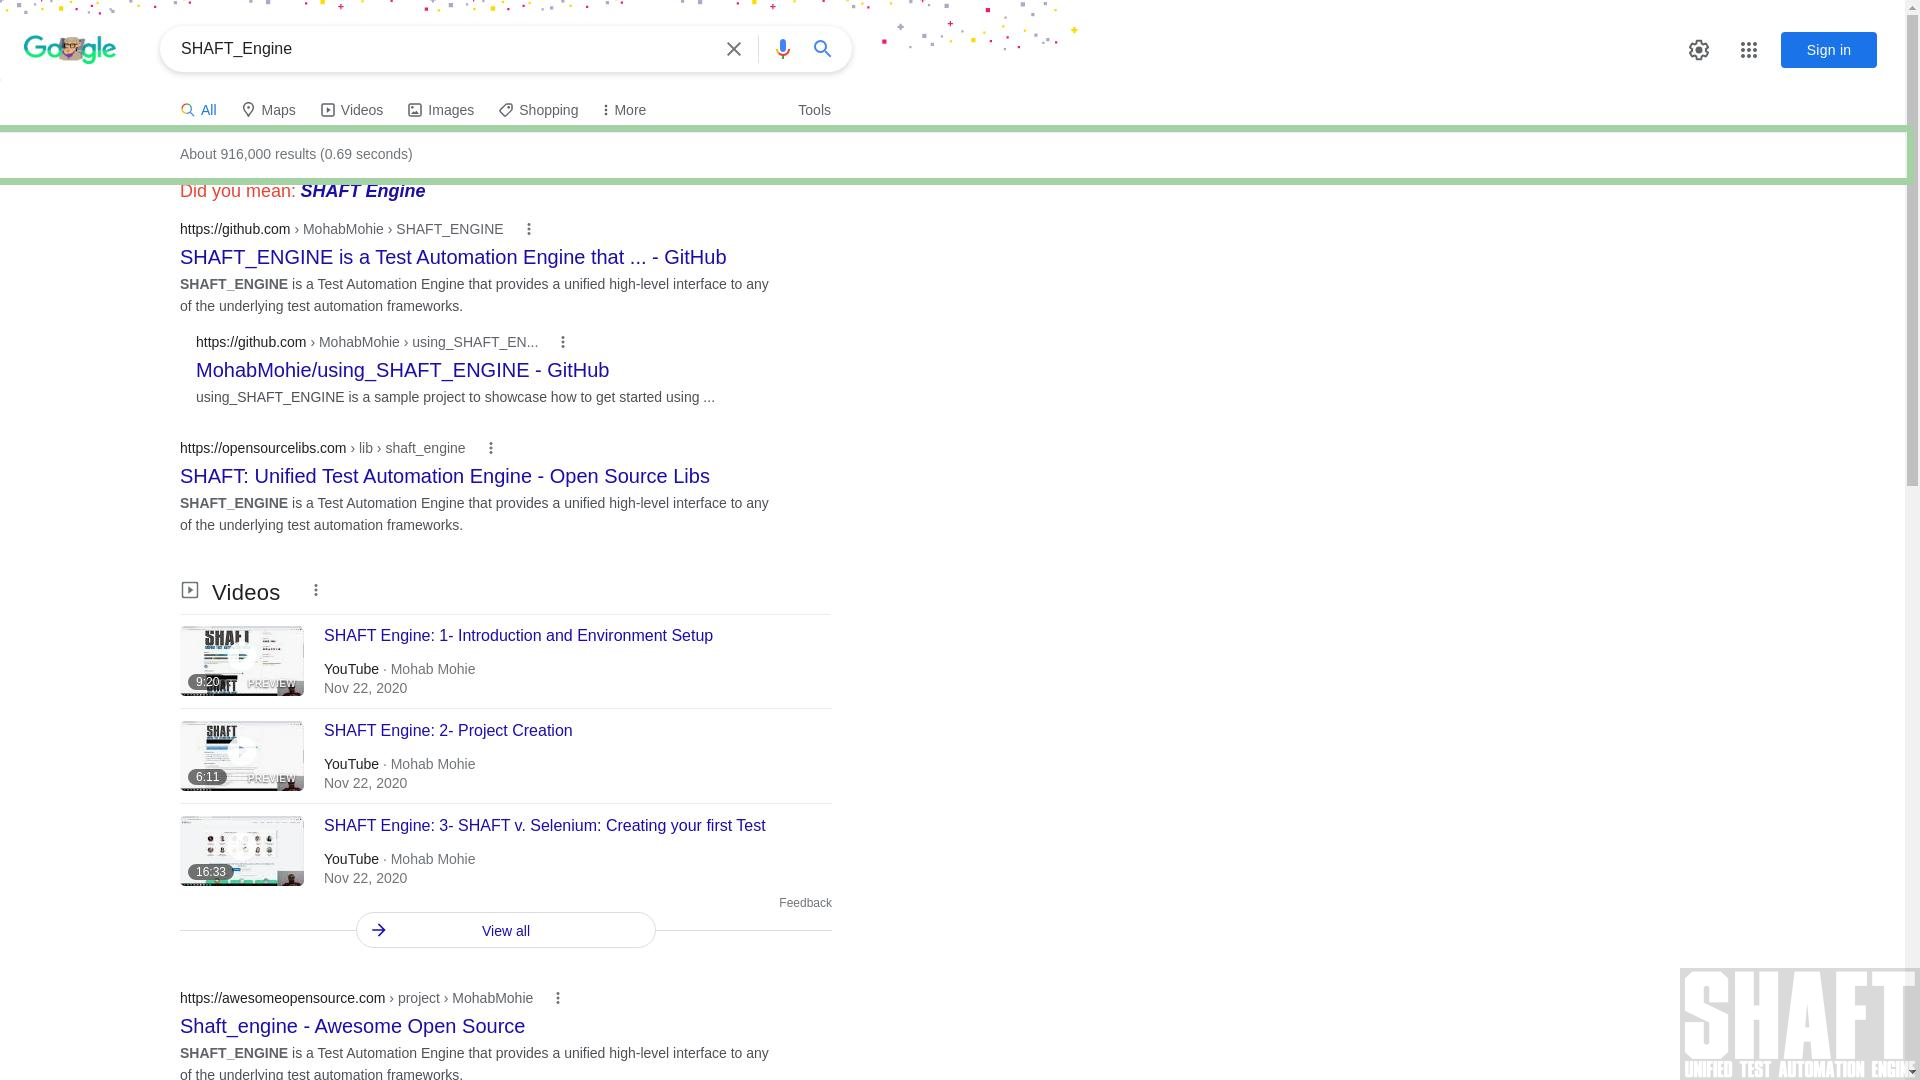 Google
SHAFT_Engine
Sign in
All
Maps
Videos
Images
Shopping
More
Tools
About 916,000 results (0.69 seconds)
Did you mean: SHAFT Engine
https://github.com › MohabMohie › SHAFT_ENGINE
SHAFT_ENGINE is a Test Automation Engine that ... - GitHub
SHAFT_ENGINE is a Test Automation Engine that provides a unified high-level interface to any
of the underlying test automation frameworks.
https://github.com › MohabMohie › using_SHAFT_EN...
MohabMohie/using_SHAFT_ENGINE - GitHub
using_SHAFT_ENGINE is a sample project to showcase how to get started using ...
https://opensourcelibs.com › lib › shaft_engine
SHAFT: Unified Test Automation Engine - Open Source Libs
SHAFT_ENGINE is a Test Automation Engine that provides a unified high-level interface to any
of the underlying test automation frameworks.
Videos
SHAFT
9:20
PREVIEW
SHAFT Engine: 1- Introduction and Environment Setup
YouTube · Mohab Mohie
Nov 22, 2020
SHAFT
6:11
PREVIEW
SHAFT Engine: 2- Project Creation
YouTube · Mohab Mohie
Nov 22, 2020
16:33
SHAFT Engine: 3- SHAFT v. Selenium: Creating your first Test
YouTube · Mohab Mohie
Nov 22, 2020
Feedback
View all
https://awesomeopensource.com › project › MohabMohie
Shaft_engine - Awesome Open Source
SHAFT_ENGINE is a Test Automation Engine that provides a unified high-level interface to any
of the underlying test automation frameworks.
SHAFT
UNIFIED TEST AUTOMATION ENGINE